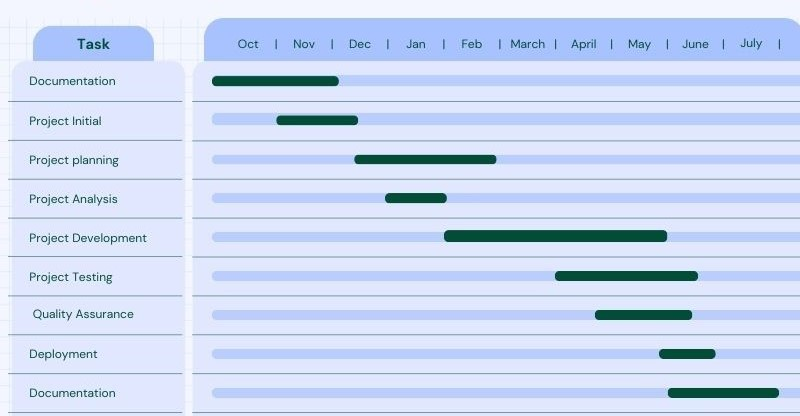 Task
Oct | Nov | Dec | Jan | Feb | March | April | May | June | July |
Documentation
Project Initial
Project planning
Project Analysis
Project Development
Project Testing
Quality Assurance
Deployment
Documentation